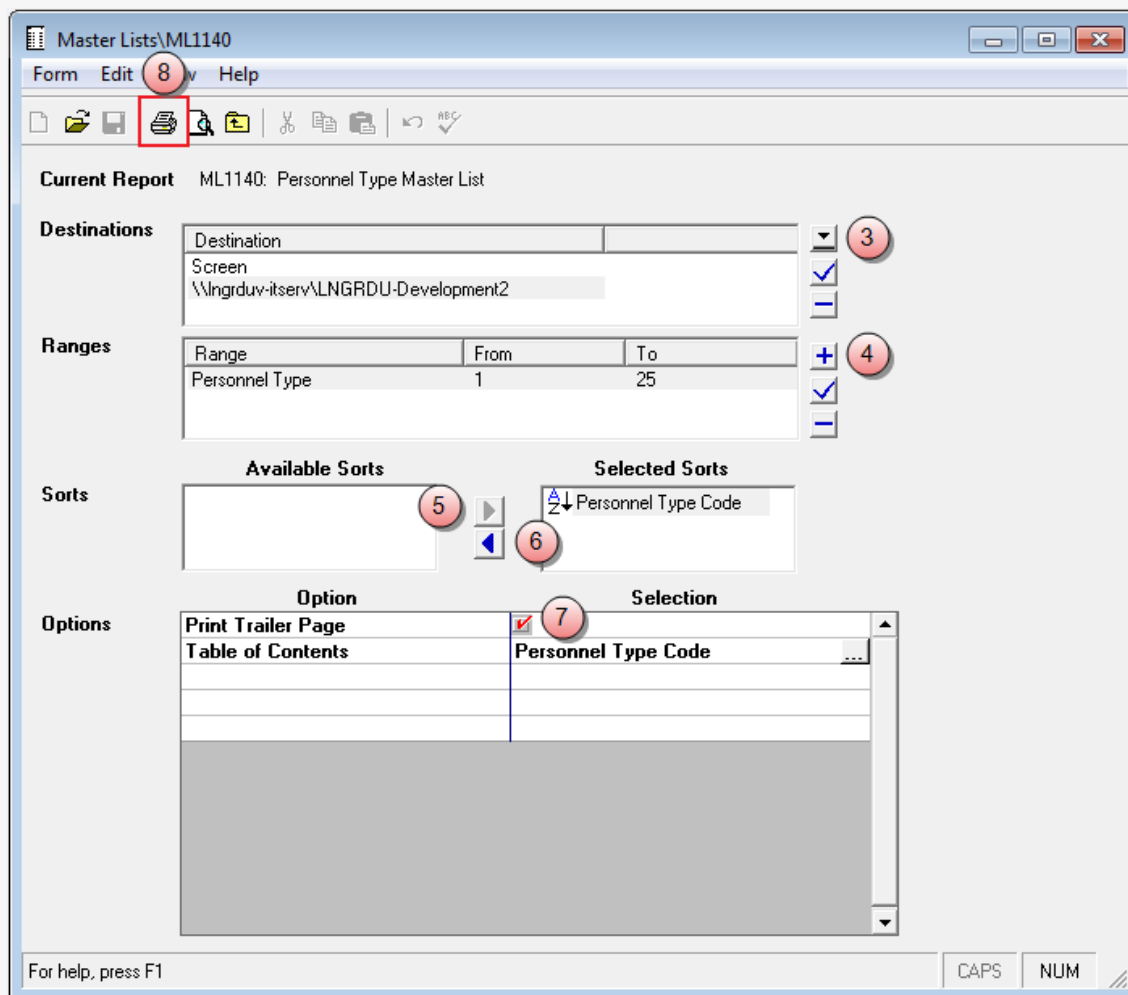 Master Lists\ML1140
Form Edit w Help
8
ABC
Current Report ML1140: Personnel Type Master List
Destinations
Destination
3
Screen
\\lngrduv-itserv\LNGRDU-Development2
Ranges
Range From To
4
Personnel Type 1 25
Available Sorts Selected Sorts
Sorts
5
AZ Personnel Type Code
6
Option Selection
Options
Print Trailer Page
7
Table of Contents Personnel Type Code ...
For help, press F1 CAPS NUM